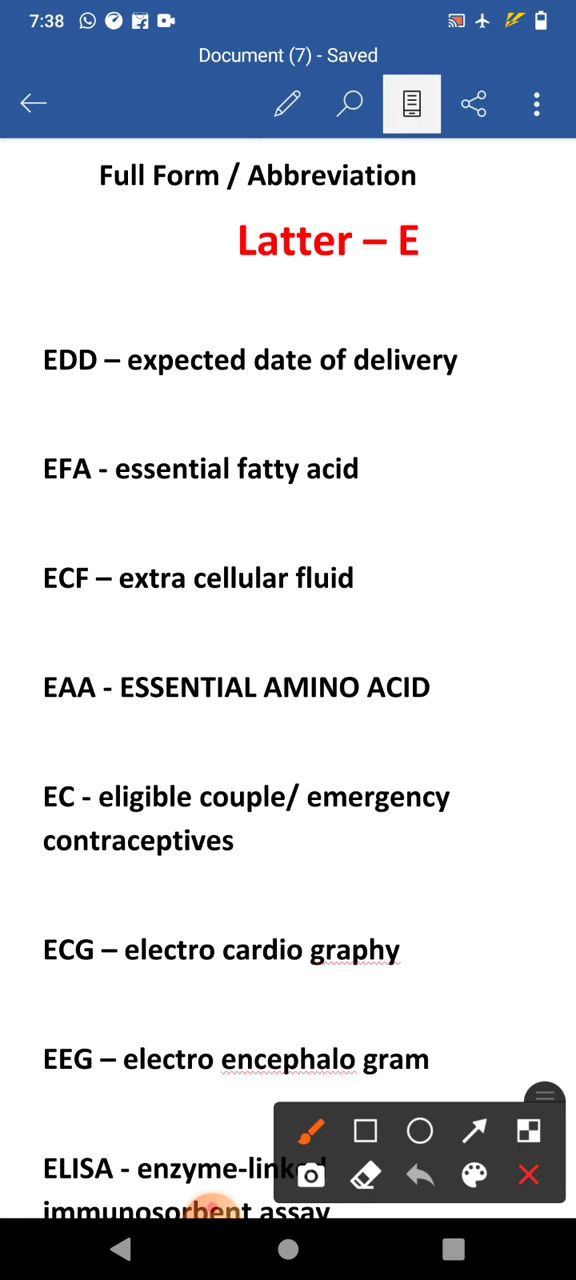 7:38
Document (7) - Saved
Full Form / Abbreviation
Latter – E
EDD – expected date of delivery
EFA - essential fatty acid
ECF – extra cellular fluid
EAA - ESSENTIAL AMINO ACID
EC - eligible couple/ emergency
contraceptives
ECG – electro cardio graphy
EEG – electro encephalo gram
ELISA - enzyme-linked
immunosorbent assay